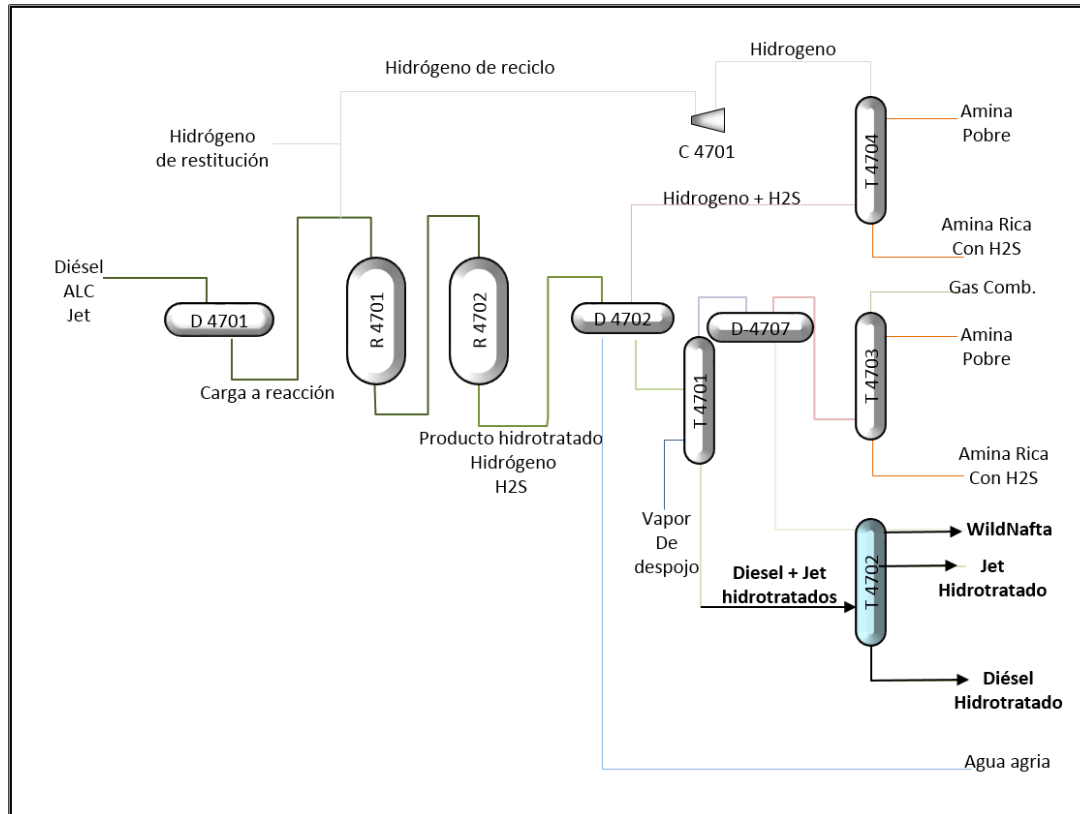 Hidrogeno
Hidrógeno de reciclo
C 4701
T 4704
Amina
Pobre
Hidrógeno
de restitución
Hidrogeno + H2S
Amina Rica
Con H2S
Diésel
ALC
Jet
D 4701
Carga a reacción
R 4701
R 4702
Producto hidrotratado
Hidrógeno
H2S
D 4702
T 4701
D-4707
T 4703
Gas Comb.
Amina
Pobre
Amina Rica
Con H2S
Vapor
De
despojo
Diesel + Jet
hidrotratados
T 4702
WildNafta
Jet
Hidrotratado
Diésel
Hidrotratado
Agua agria